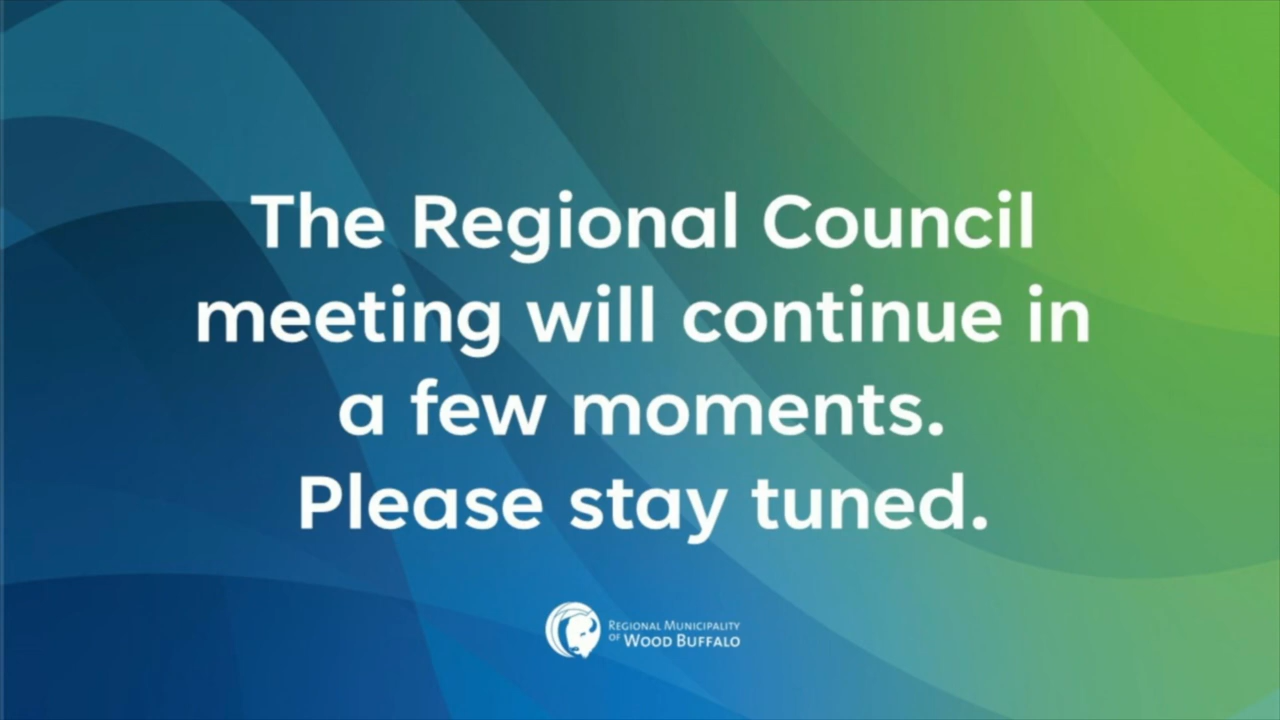 The Regional Council
meeting will continue in
a few moments.
Please stay tuned.
REGIONAL MUNICIPALITY
OF WOOD BUFFALO